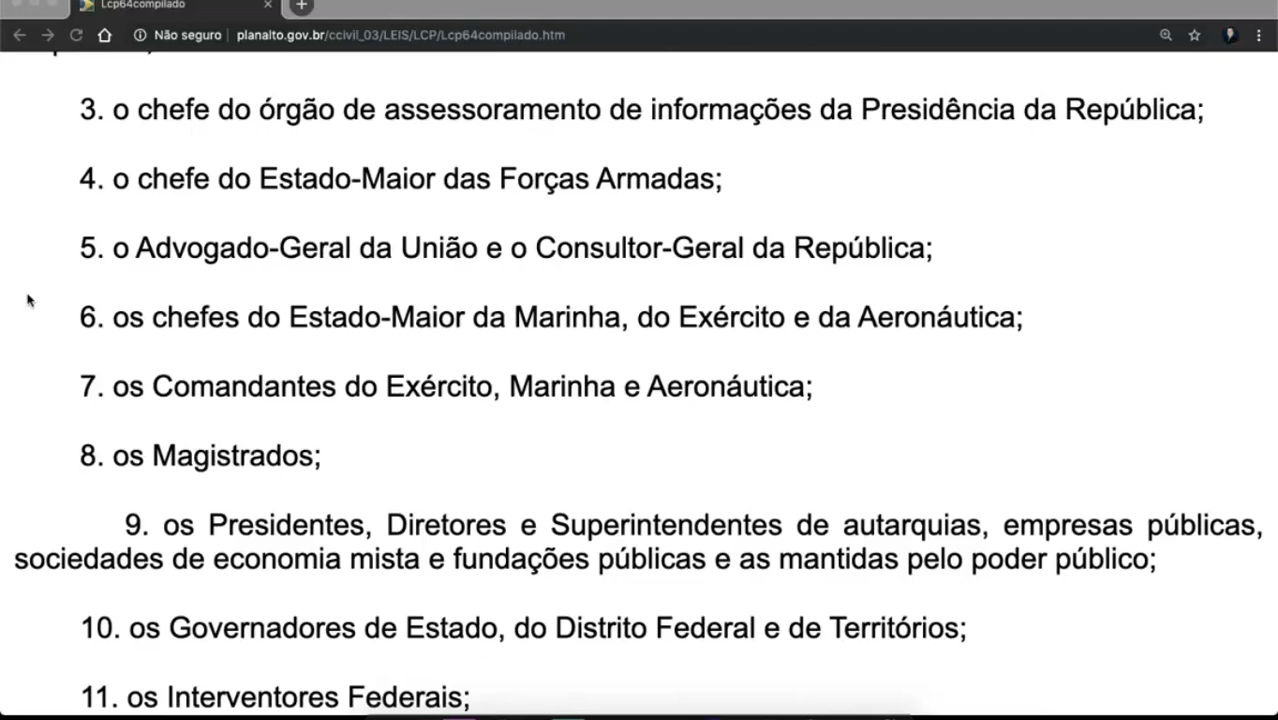 Lcp64compilado
Não seguro planalto.gov.br/ccivil_03/LEIS/LCP/Lcp64compilado.htm
3. o chefe do órgão de assessoramento de informações da Presidência da República;
4. o chefe do Estado-Maior das Forças Armadas;
5. o Advogado-Geral da União e o Consultor-Geral da República;
6. os chefes do Estado-Maior da Marinha, do Exército e da Aeronáutica;
7. os Comandantes do Exército, Marinha e Aeronáutica;
8. os Magistrados;
9. os Presidentes, Diretores e Superintendentes de autarquias, empresas públicas,
sociedades de economia mista e fundações públicas e as mantidas pelo poder público;
10. os Governadores de Estado, do Distrito Federal e de Territórios;
11. os Interventores Federais;